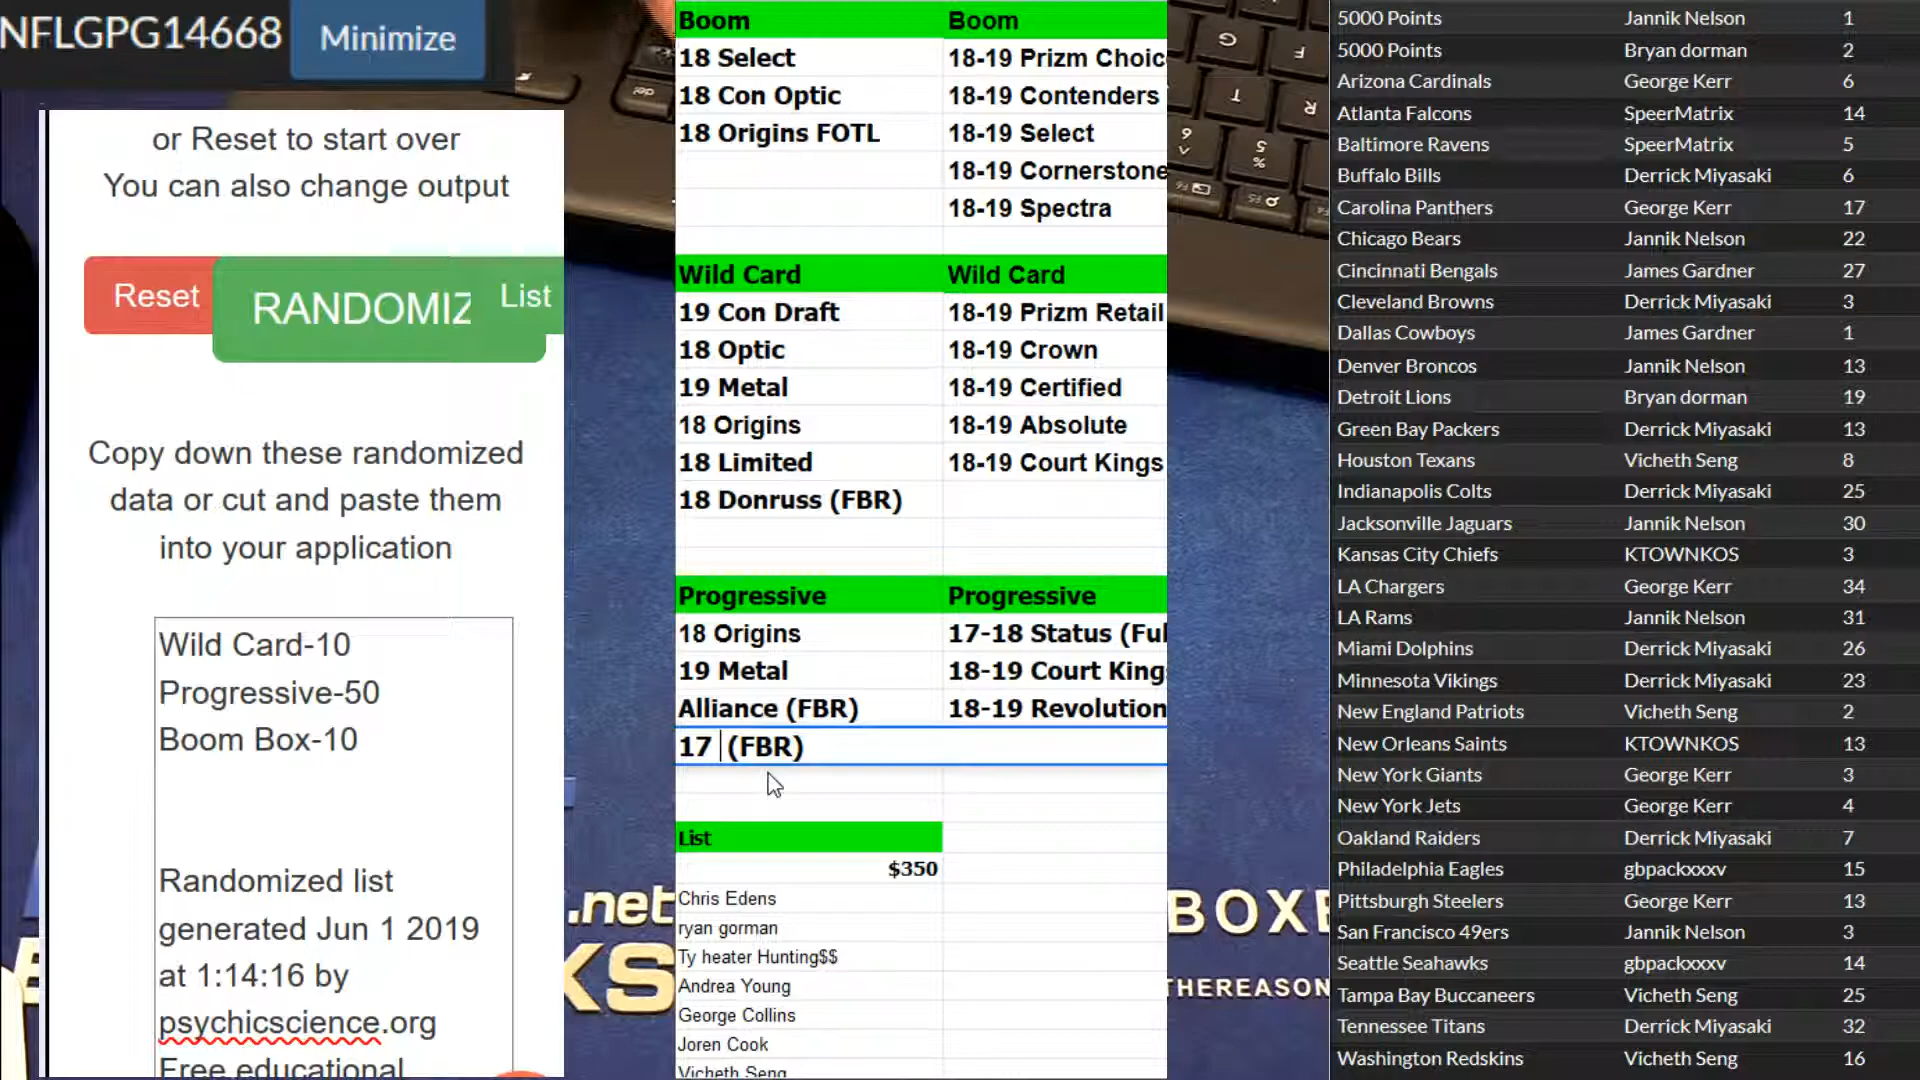 NFLGPG14668
Minimize
or Reset to start over
You can also change output
Reset
RANDOMIZ
List
Copy down these randomized
data or cut and paste them
into your application
Wild Card-10
Progressive-50
Boom Box-10
Randomized list
generated Jun 1 2019
at 1:14:16 by
psychicscience.org
Free educational
Boom Boom
18 Select 18-19 Prizm Choic
18 Con Optic 18-19 Contenders
18 Origins FOTL 18-19 Select
18-19 Cornerstone
18-19 Spectra
Wild Card Wild Card
19 Con Draft 18-19 Prizm Retail
18 Optic 18-19 Crown
19 Metal 18-19 Certified
18 Origins 18-19 Absolute
18 Limited 18-19 Court Kings
18 Donruss (FBR)
Progressive Progressive
18 Origins 17-18 Status (Ful
19 Metal 18-19 Court King
Alliance (FBR) 18-19 Revolution
17 (FBR)
List
$350
Chris Edens
ryan gorman
Ty heater Hunting$$
Andrea Young
George Collins
Joren Cook
Vicheth Seng
.net
KS
BOXE
THEREASON
5000 Points Jannik Nelson 1
5000 Points Bryan dorman 2
Arizona Cardinals George Kerr 6
Atlanta Falcons SpeerMatrix 14
Baltimore Ravens SpeerMatrix 5
Buffalo Bills Derrick Miyasaki 6
Carolina Panthers George Kerr 17
Chicago Bears Jannik Nelson 22
Cincinnati Bengals James Gardner 27
Cleveland Browns Derrick Miyasaki 3
Dallas Cowboys James Gardner 1
Denver Broncos Jannik Nelson 13
Detroit Lions Bryan dorman 19
Green Bay Packers Derrick Miyasaki 13
Houston Texans Vicheth Seng 8
Indianapolis Colts Derrick Miyasaki 25
Jacksonville Jaguars Jannik Nelson 30
Kansas City Chiefs KTOWNKOS 3
LA Chargers George Kerr 34
LA Rams Jannik Nelson 31
Miami Dolphins Derrick Miyasaki 26
Minnesota Vikings Derrick Miyasaki 23
New England Patriots Vicheth Seng 2
New Orleans Saints KTOWNKOS 13
New York Giants George Kerr 3
New York Jets George Kerr 4
Oakland Raiders Derrick Miyasaki 7
Philadelphia Eagles gbpackxxxv 15
Pittsburgh Steelers George Kerr 13
San Francisco 49ers Jannik Nelson 3
Seattle Seahawks gbpackxxxv 14
Tampa Bay Buccaneers Vicheth Seng 25
Tennessee Titans Derrick Miyasaki 32
Washington Redskins Vicheth Seng 16